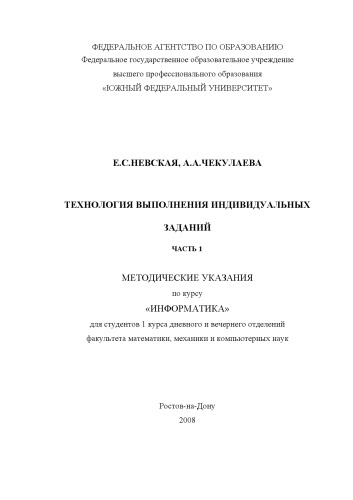 ФЕДЕРАЛЬНОЕ АГЕНТСТВО ПО ОБРАЗОВАНИЮ
Федеральное государственное образовательное учреждение
высшего профессионального образования
«ЮЖНЫЙ ФЕДЕРАЛЬНЫЙ УНИВЕРСИТЕТ»
Е.С.НЕВСКАЯ, А.А.ЧЕКУЛАЕВА
ТЕХНОЛОГИЯ ВЫПОЛНЕНИЯ ИНДИВИДУАЛЬНЫХ
ЗАДАНИЙ
ЧАСТЬ 1
МЕТОДИЧЕСКИЕ УКАЗАНИЯ
по курсу
«ИНФОРМАТИКА»
для студентов 1 курса дневного и вечернего отделений
факультета математики, механики и компьютерных наук
Ростов-на-Дону
2008